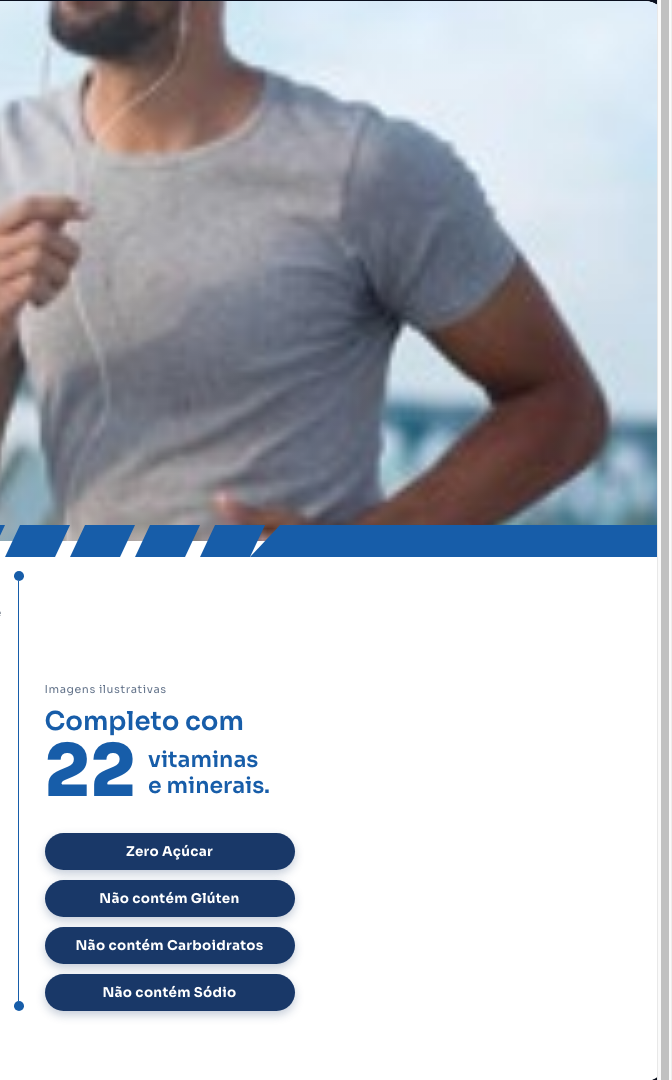 Imagens ilustrativas
Completo com
22 vitaminas
e minerais.
Zero Açúcar
Não contém Glúten
Não contém Carboidratos
Não contém Sódio